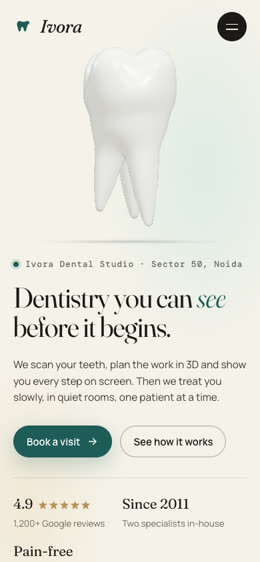 Ivora
Ivora Dental Studio · Sector 50, Noida
Dentistry you can see
before it begins.
We scan your teeth, plan the work in 3D and show
you every step on screen. Then we treat you
slowly, in quiet rooms, one patient at a time.
Book a visit →
See how it works
4.9 ★★★★★
1,200+ Google reviews
Since 2011
Two specialists in-house
Pain-free